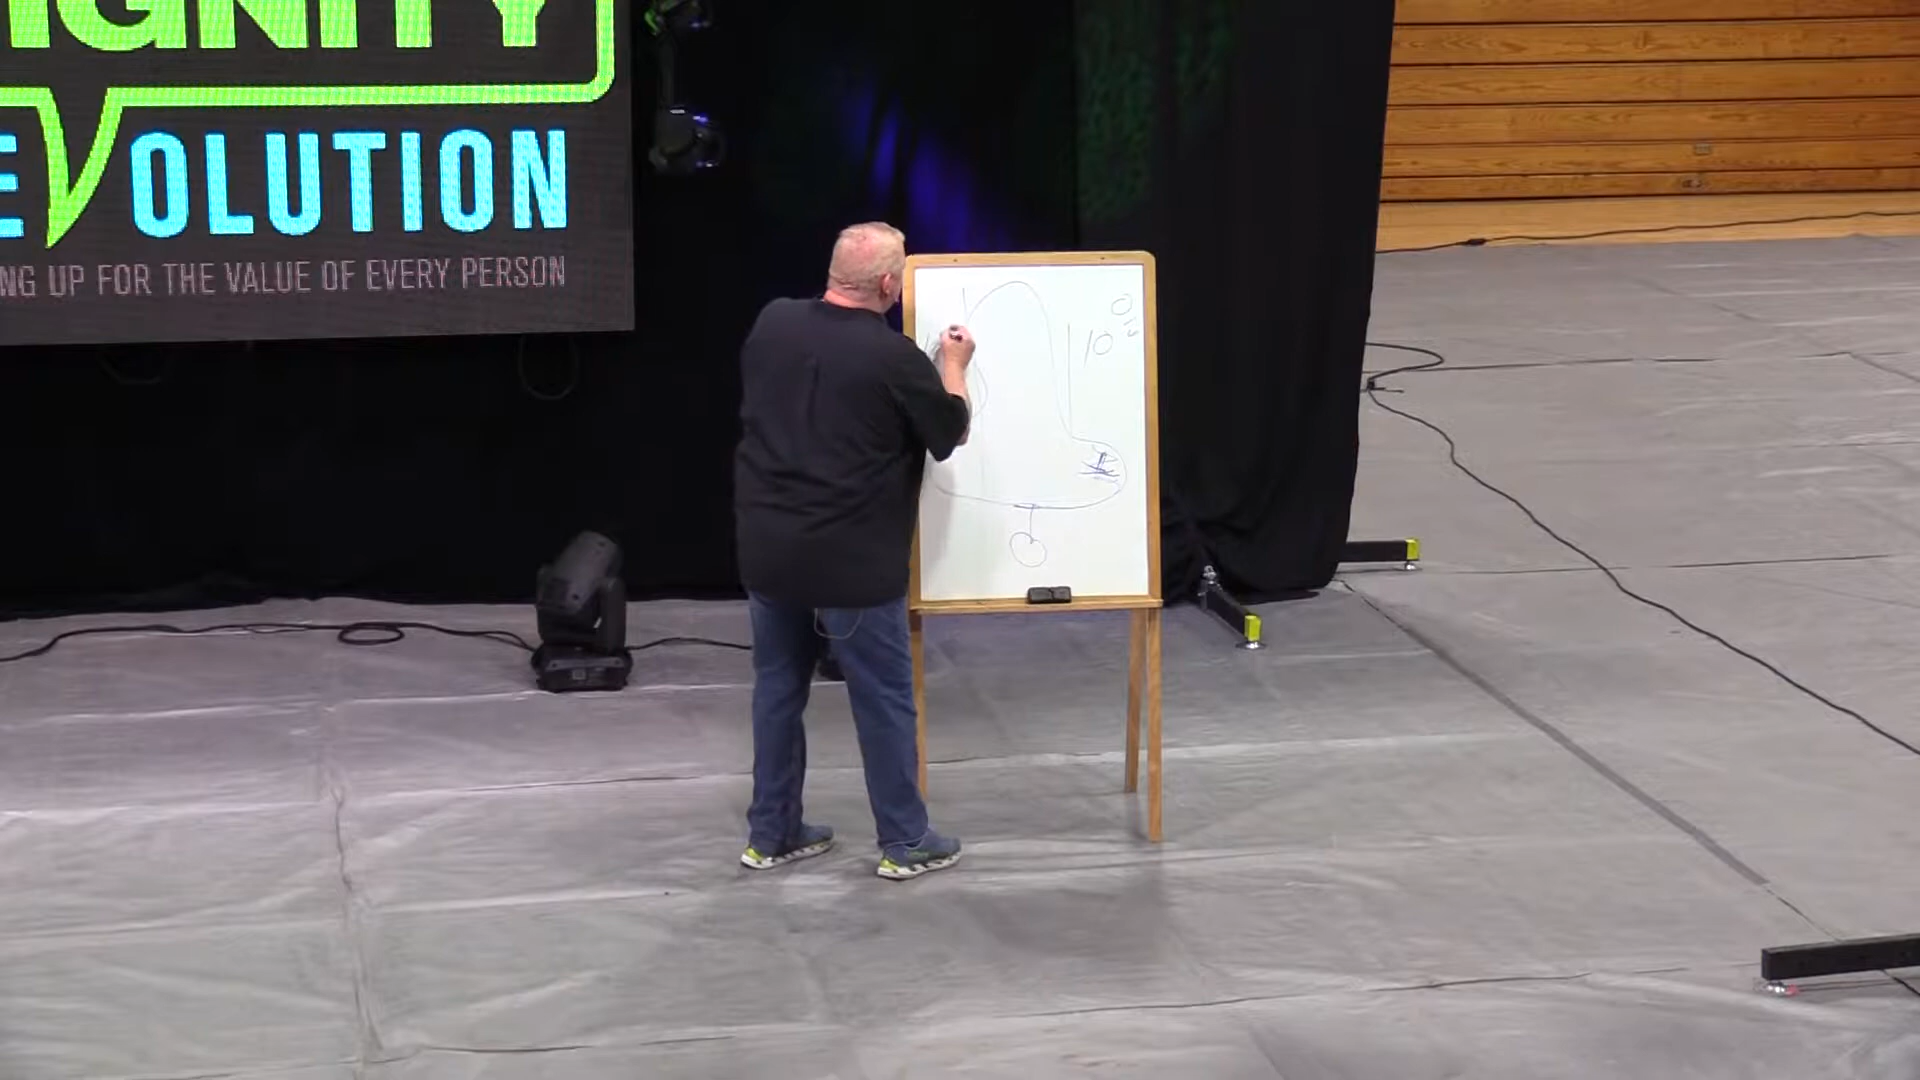 IGNITY
EVOLUTION
NG UP FOR THE VALUE OF EVERY PERSON
10